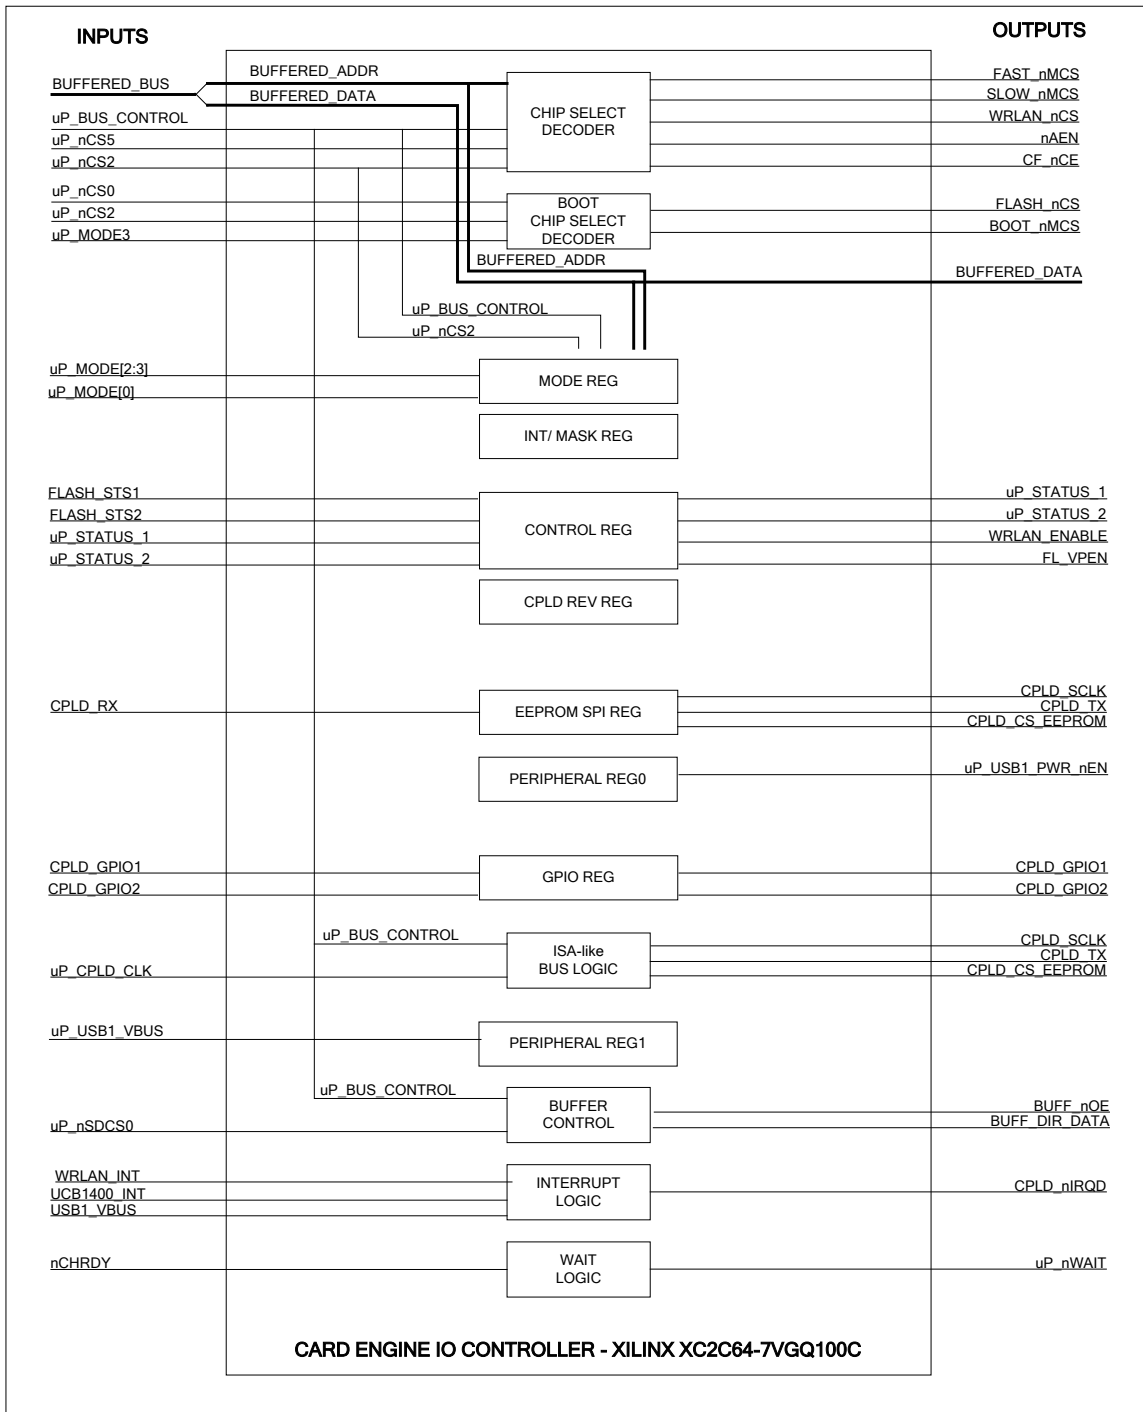 INPUTS
OUTPUTS
BUFFERED_BUS
BUFFERED_ADDR
BUFFERED_DATA
uP_BUS_CONTROL
uP_nCS5
uP_nCS2
CHIP SELECT
DECODER
FAST_nMCS
SLOW_nMCS
WRLAN_nCS
nAEN
CF_nCE
uP_nCS0
uP_nCS2
uP_MODE3
BOOT
CHIP SELECT
DECODER
FLASH_nCS
BOOT_nMCS
BUFFERED_ADDR
BUFFERED_DATA
uP_BUS_CONTROL
uP_nCS2
uP_MODE[2:3]
uP_MODE[0]
MODE REG
INT/ MASK REG
FLASH_STS1
FLASH_STS2
uP_STATUS_1
uP_STATUS_2
CONTROL REG
uP_STATUS_1
uP_STATUS_2
WRLAN_ENABLE
FL_VPEN
CPLD REV REG
CPLD_RX
EEPROM SPI REG
CPLD_SCLK
CPLD_TX
CPLD_CS_EEPROM
PERIPHERAL REG0
uP_USB1_PWR_nEN
CPLD_GPIO1
CPLD_GPIO2
GPIO REG
CPLD_GPIO1
CPLD_GPIO2
uP_BUS_CONTROL
uP_CPLD_CLK
ISA-like
BUS LOGIC
CPLD_SCLK
CPLD_TX
CPLD_CS_EEPROM
uP_USB1_VBUS
PERIPHERAL REG1
uP_BUS_CONTROL
uP_nSDCS0
BUFFER
CONTROL
BUFF_nOE
BUFF_DIR_DATA
WRLAN_INT
UCB1400_INT
USB1_VBUS
INTERRUPT
LOGIC
CPLD_nIRQD
nCHRDY
WAIT
LOGIC
uP_nWAIT
CARD ENGINE IO CONTROLLER - XILINX XC2C64-7VGQ100C